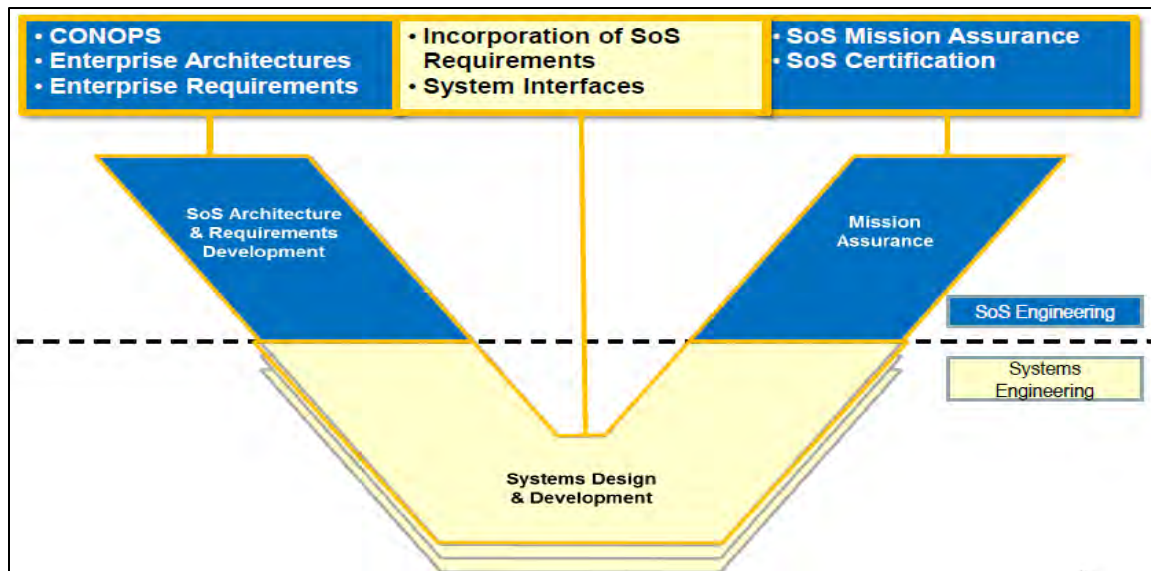 • CONOPS
• Enterprise Architectures
• Enterprise Requirements
• Incorporation of SoS
Requirements
• System Interfaces
• SoS Mission Assurance
• SoS Certification
SoS Architecture
& Requirements
Development
Mission
Assurance
SoS Engineering
Systems
Engineering
Systems Design
& Development